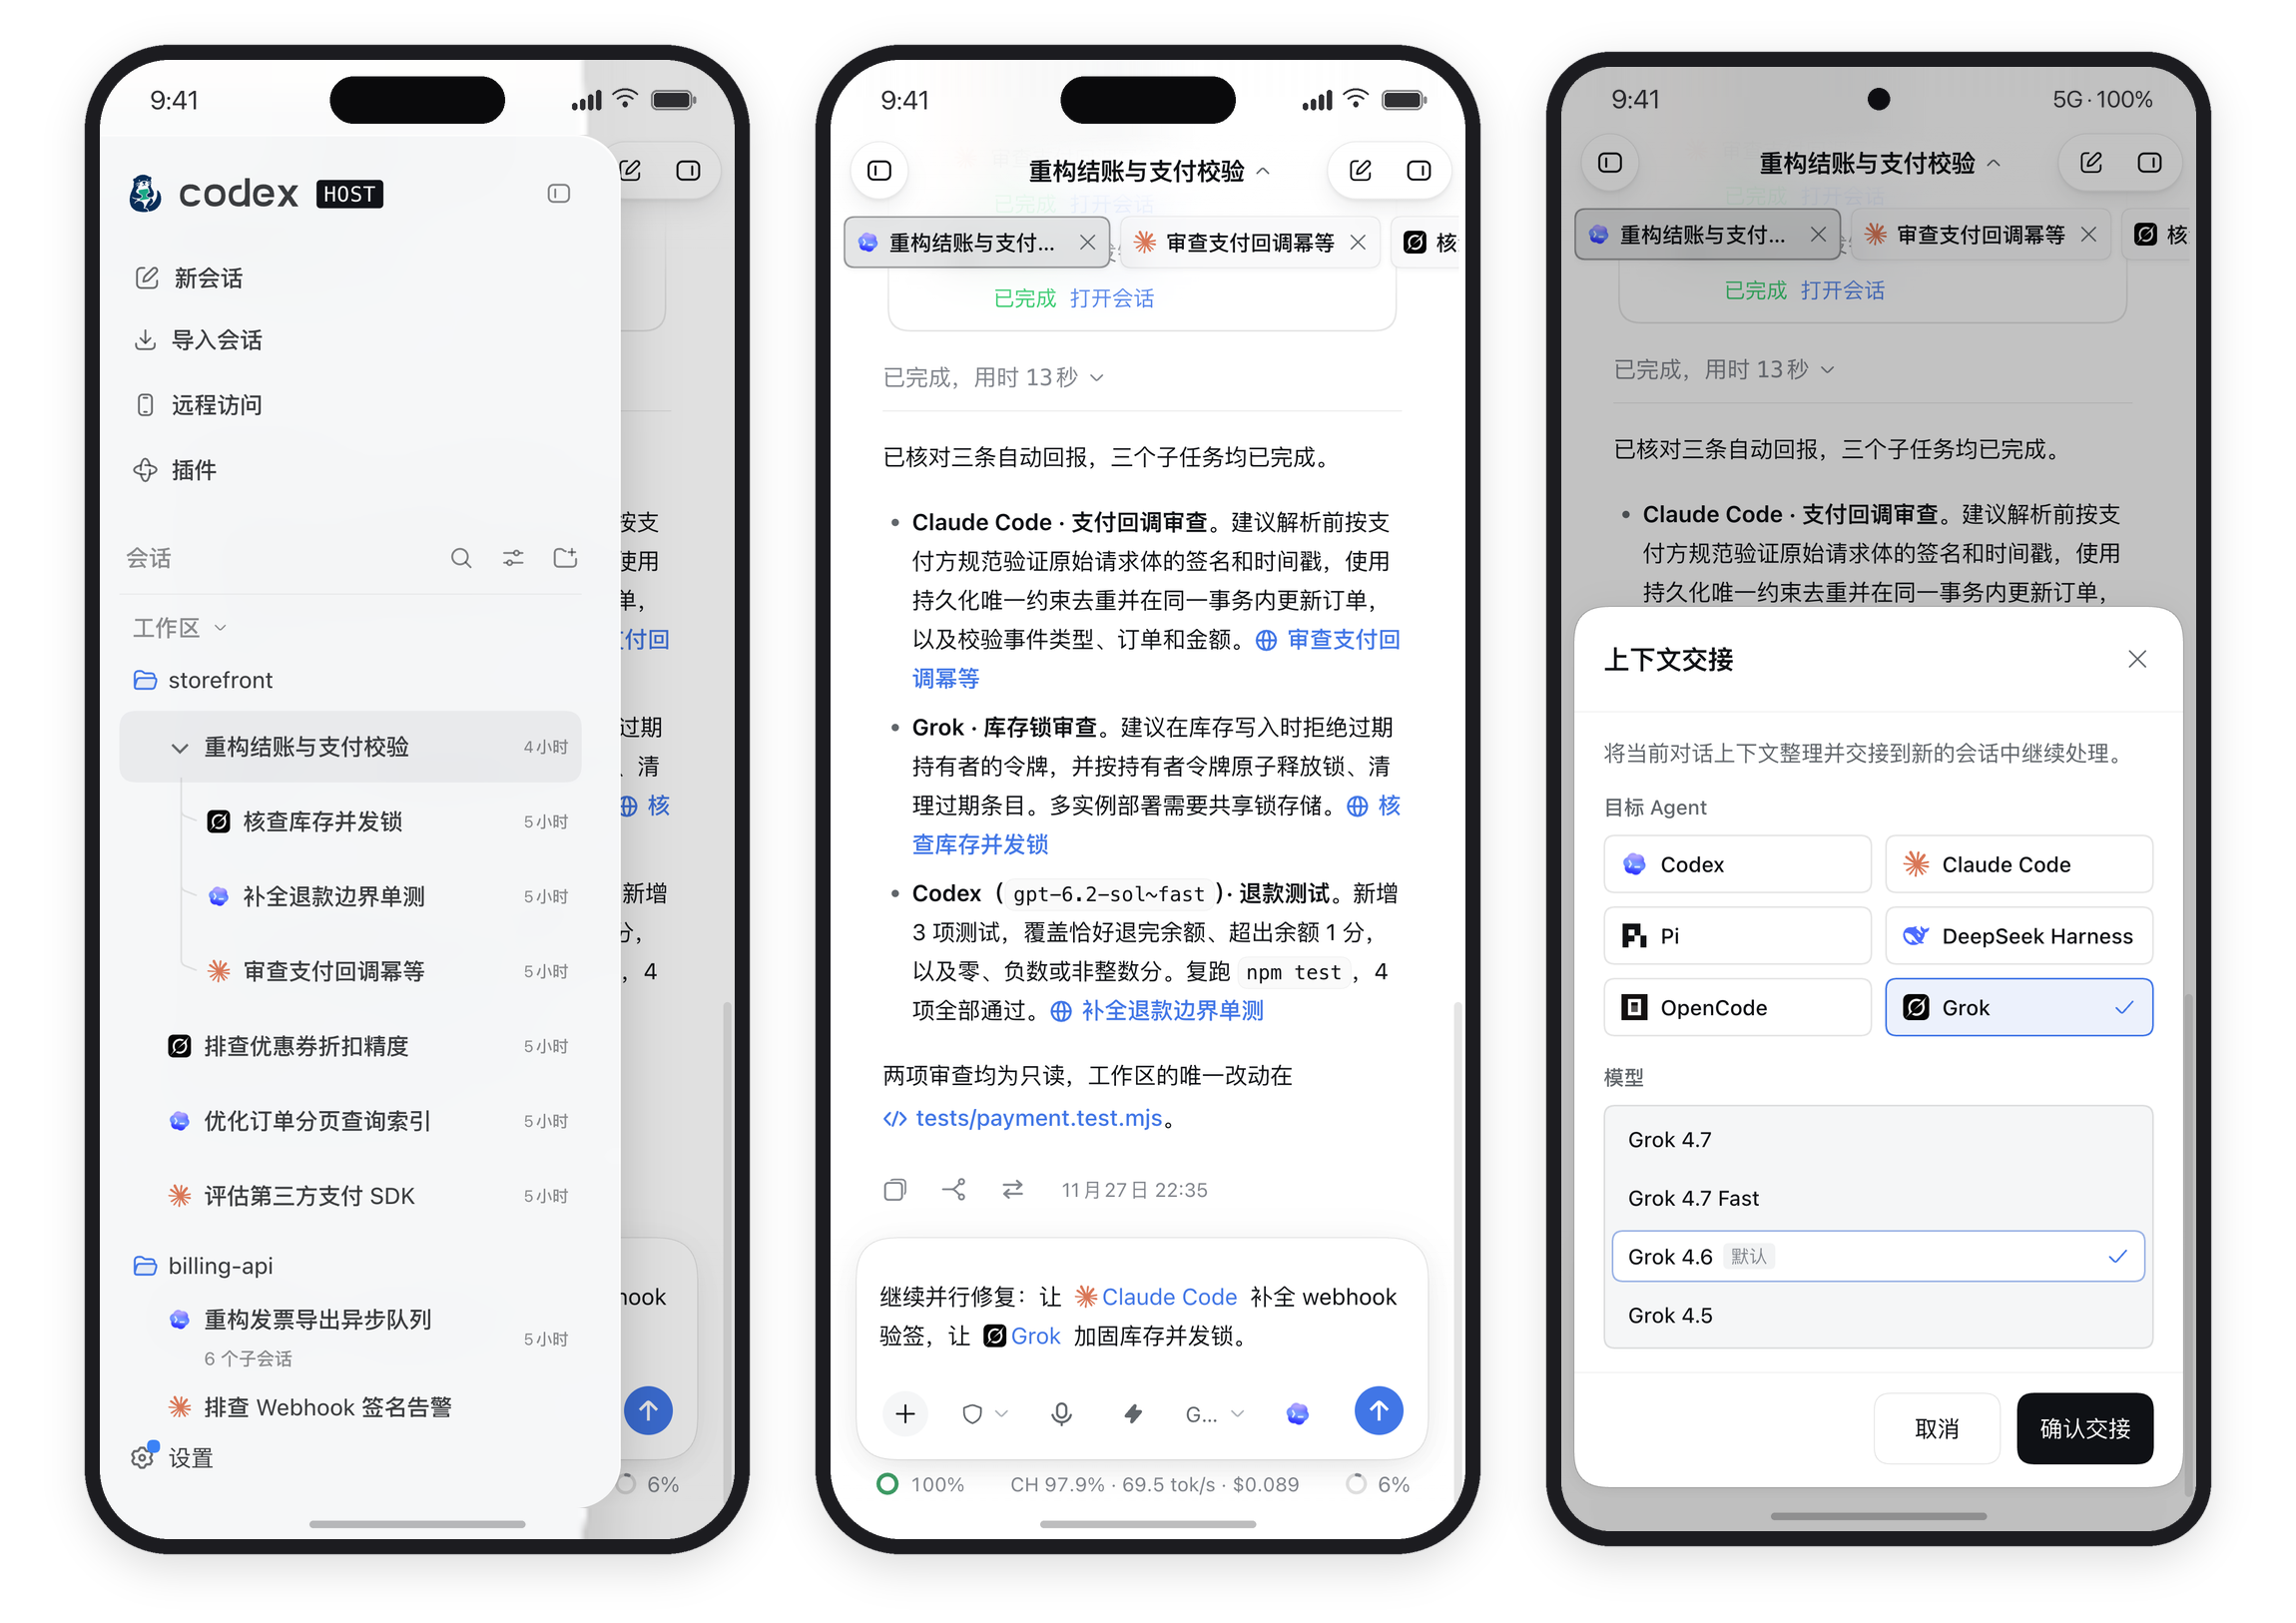 9:41
codex HOST
新会话
导入会话
远程访问
插件
会话
工作区
storefront
重构结账与支付校验 4小时
核查库存并发锁 5小时
补全退款边界单测 5小时
审查支付回调幂等 5小时
排查优惠券折扣精度 5小时
优化订单分页查询索引 5小时
评估第三方支付 SDK 5小时
billing-api
重构发票导出异步队列 5小时
6 个子会话
排查 Webhook 签名告警
设置
按支
使用
单，
付回
过期
、清
核
新增
分，
，4
hook
6%
9:41
重构结账与支付校验
重构结账与支付... 审查支付回调幂等 核
已完成 打开会话
已完成，用时 13秒
已核对三条自动回报，三个子任务均已完成。
• Claude Code · 支付回调审查。建议解析前按支
付方规范验证原始请求体的签名和时间戳，使用
持久化唯一约束去重并在同一事务内更新订单，
以及校验事件类型、订单和金额。 审查支付回
调幂等
• Grok · 库存锁审查。建议在库存写入时拒绝过期
持有者的令牌，并按持有者令牌原子释放锁、清
理过期条目。多实例部署需要共享锁存储。 核
查库存并发锁
• Codex（ gpt-6.2-sol~fast ）· 退款测试。新增
3 项测试，覆盖恰好退完余额、超出余额 1 分，
以及零、负数或非整数分。复跑 npm test ，4
项全部通过。 补全退款边界单测
两项审查均为只读，工作区的唯一改动在
</> tests/payment.test.mjs。
11月27日 22:35
继续并行修复：让 Claude Code 补全 webhook
验签，让 Grok 加固库存并发锁。
G...
100% CH 97.9% · 69.5 tok/s · $0.089 6%
9:41 5G·100%
重构结账与支付校验
重构结账与支付... 审查支付回调幂等 核
已完成 打开会话
已完成，用时 13秒
已核对三条自动回报，三个子任务均已完成。
• Claude Code · 支付回调审查。建议解析前按支
付方规范验证原始请求体的签名和时间戳，使用
持久化唯一约束去重并在同一事务内更新订单，
上下文交接
将当前对话上下文整理并交接到新的会话中继续处理。
目标 Agent
Codex Claude Code
Pi DeepSeek Harness
OpenCode Grok
模型
Grok 4.7
Grok 4.7 Fast
Grok 4.6 默认
Grok 4.5
取消 确认交接